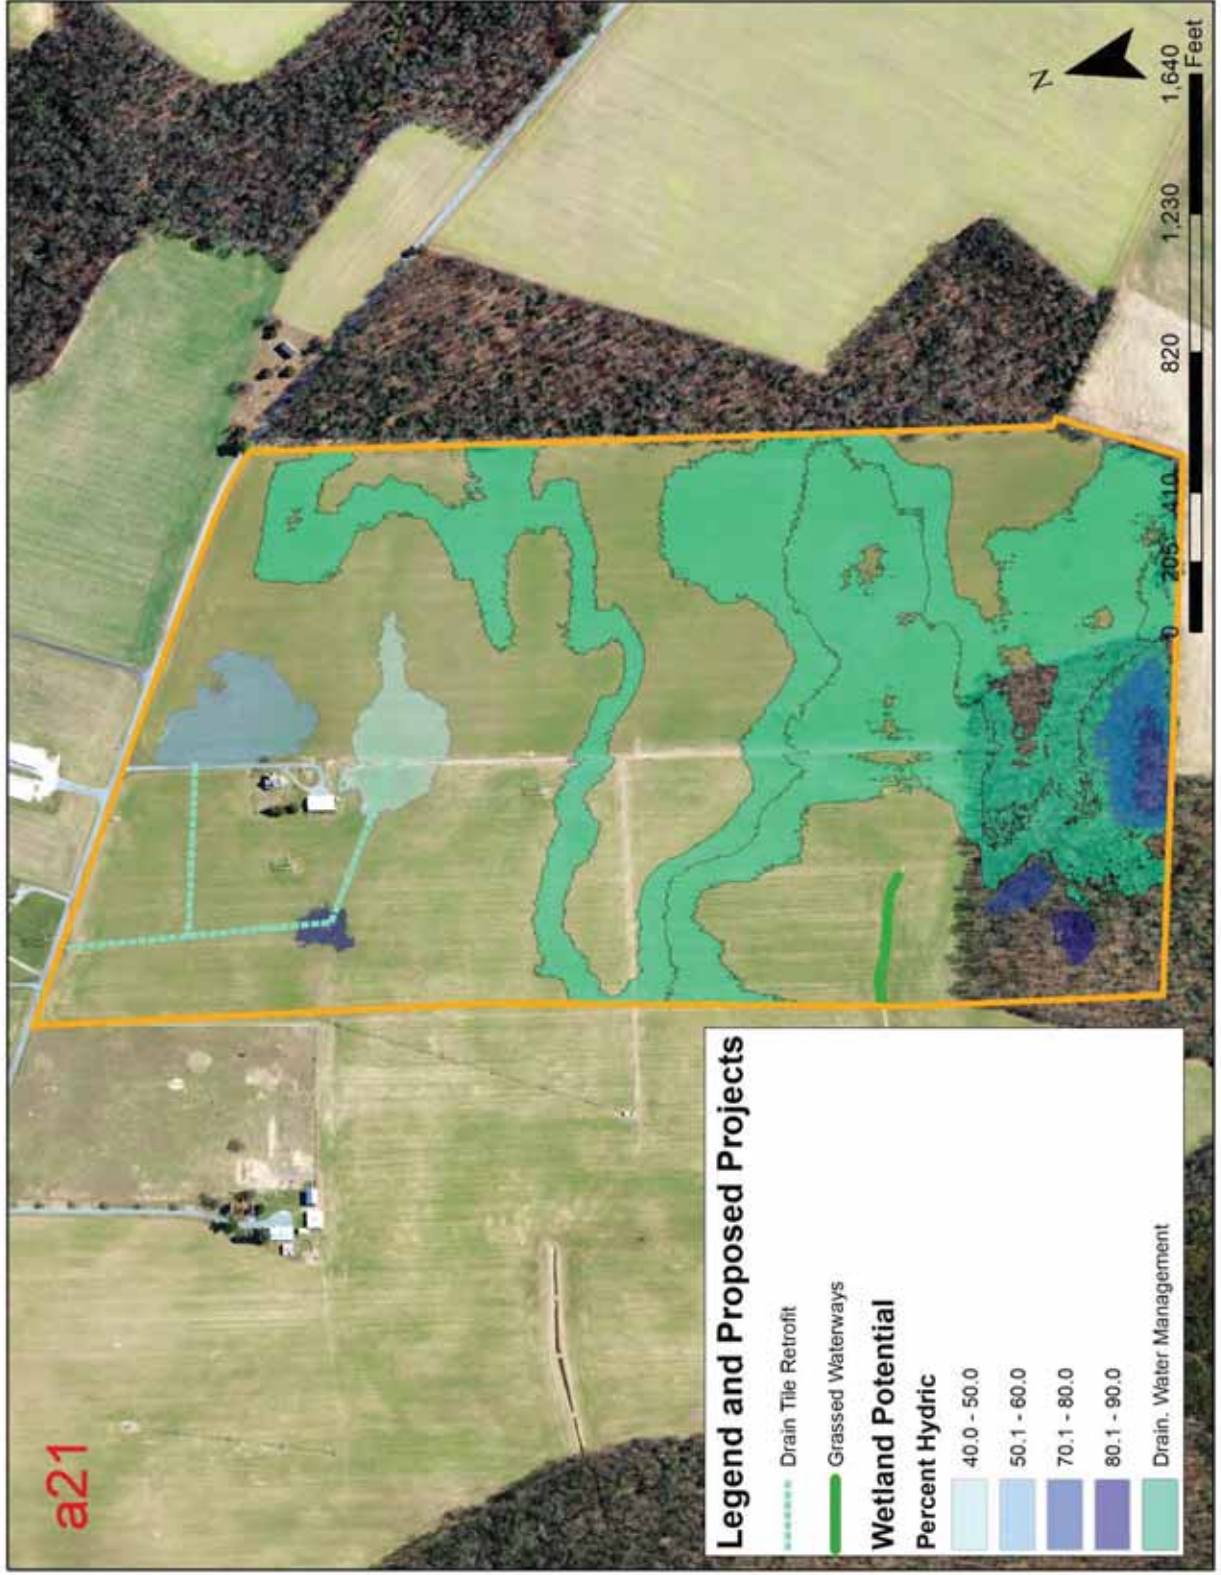 a21
Legend and Proposed Projects
Drain Tile Retrofit
Grassed Waterways
Wetland Potential
Percent Hydric
40.0 - 50.0
50.1 - 60.0
70.1 - 80.0
80.1 - 90.0
Drain. Water Management
N
0 205 410 820 1,230 1,640
Feet